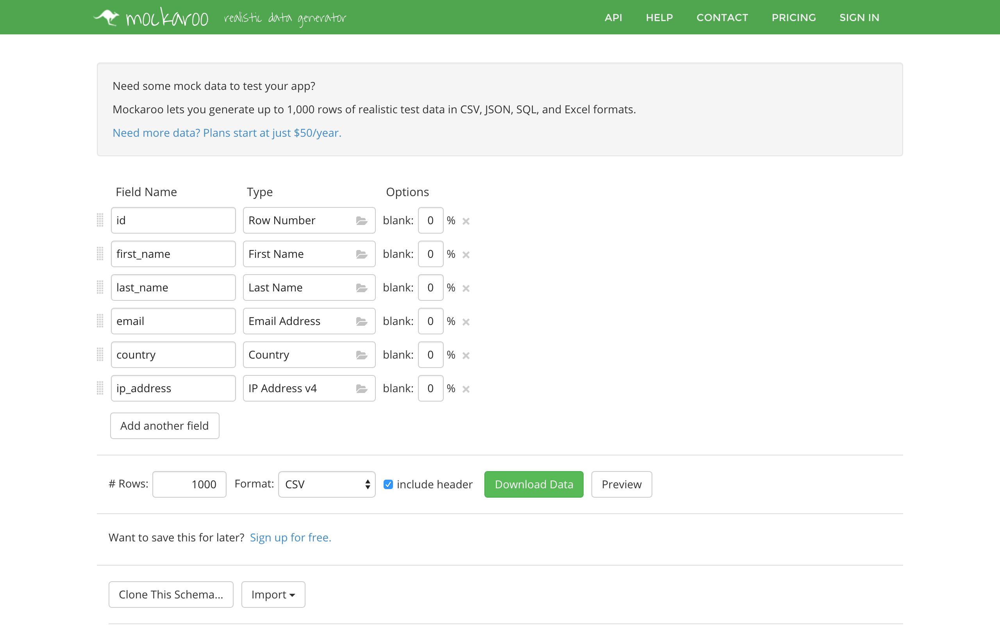 mockaroo realistic data generator API HELP CONTACT PRICING SIGN IN
Need some mock data to test your app?
Mockaroo lets you generate up to 1,000 rows of realistic test data in CSV, JSON, SQL, and Excel formats.
Need more data? Plans start at just $50/year.
Field Name Type Options
id Row Number blank: 0 %
first_name First Name blank: 0 %
last_name Last Name blank: 0 %
email Email Address blank: 0 %
country Country blank: 0 %
ip_address IP Address v4 blank: 0 %
Add another field
# Rows: 1000 Format: CSV include header Download Data Preview
Want to save this for later? Sign up for free.
Clone This Schema... Import